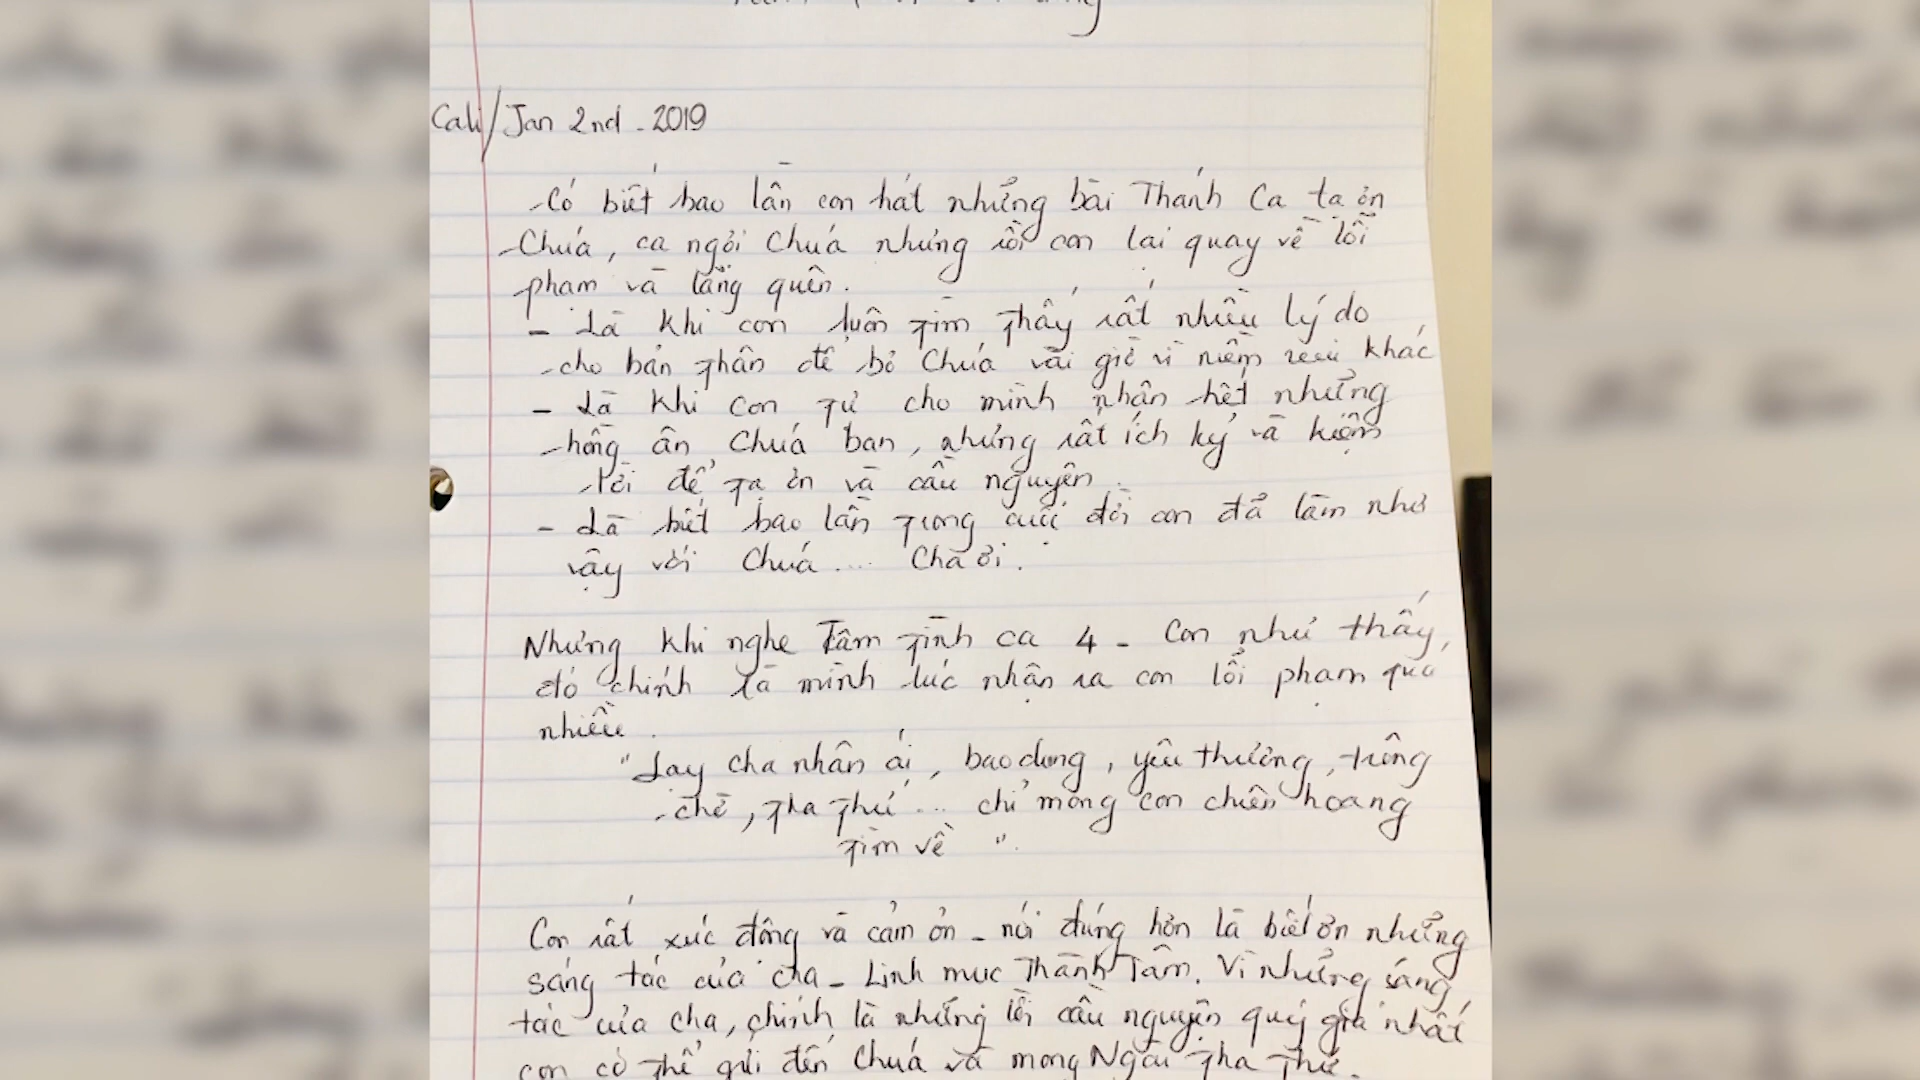 Cali/Jan 2nd. 2019
Có biết bao lần con hát những bài Thánh Ca tạ ơn
Chúa, ca ngợi Chúa nhưng rồi con lại quay về lỗi
phạm và lãng quên.
- Là khi con luôn tìm thấy rất nhiều lý do
cho bản thân để bỏ Chúa vài giờ vì niềm vui khác
- Là khi con tự cho mình nhận hết những
hồng ân Chúa ban, nhưng rất ích kỷ và kiệm
lời để tạ ơn và cầu nguyện.
- Là biết bao lần trong cuộc đời con đã làm như
vậy với Chúa.... Cha ơi.
Nhưng khi nghe Tâm tình ca 4 - Con như thấy,
đó chính là mình lúc nhận ra con lỗi phạm quá
nhiều.
"Lạy cha nhân ái, bao dung, yêu thương, trông
chờ, tha thứ... chỉ mong con chiên hoang
tìm về".
Con rất xúc động và cảm ơn - nói đúng hơn là biết ơn những
sáng tác của cha - Linh mục Thành Tâm. Vì những sáng
tác của cha, chính là những lời cầu nguyện quý giá nhất
con có thể gửi đến Chúa và mong Ngài tha thứ.